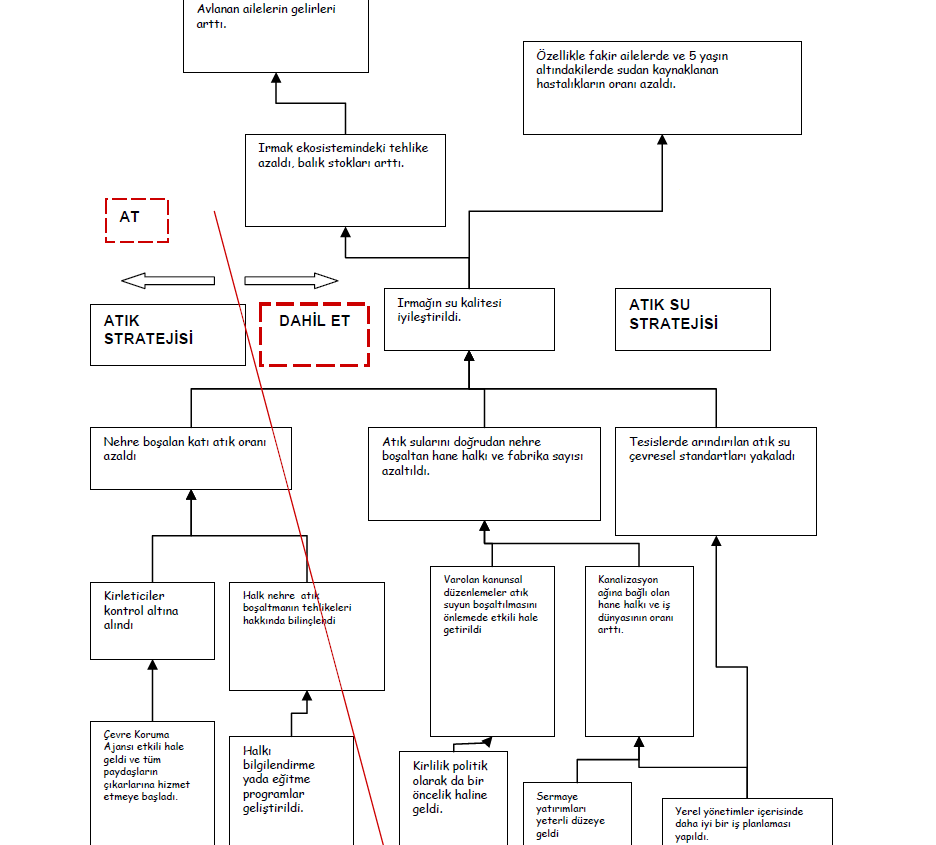 Avlanan ailelerin gelirleri
arttı.
Özellikle fakir ailelerde ve 5 yaşın
altındakilerde sudan kaynaklanan
hastalıkların oranı azaldı.
Irmak ekosistemindeki tehlike
azaldı, balık stokları arttı.
AT
ATIK
STRATEJİSİ
DAHİL ET
Irmağın su kalitesi
iyileştirildi.
ATIK SU
STRATEJİSİ
Nehre boşalan katı atık oranı
azaldı
Atık sularını doğrudan nehre
boşaltan hane halkı ve fabrika sayısı
azaltıldı.
Tesislerde arındırılan atık su
çevresel standartları yakaladı
Kirleticiler
kontrol altına
alındı
Halk nehre atık
boşaltmanın tehlikeleri
hakkında bilinçlendi
Varolan kanunsal
düzenlemeler atık
suyun boşaltılmasını
önlemede etkili hale
getirildi
Kanalizasyon
ağına bağlı olan
hane halkı ve iş
dünyasının oranı
arttı.
Çevre Koruma
Ajansı etkili hale
geldi ve tüm
paydaşların
çıkarlarına hizmet
etmeye başladı.
Halkı
bilgilendirme
yada eğitme
programlar
geliştirildi.
Kirlilik politik
olarak da bir
öncelik haline
geldi.
Sermaye
yatırımları
yeterli düzeye
geldi
Yerel yönetimler içerisinde
daha iyi bir iş planlaması
yapıldı.